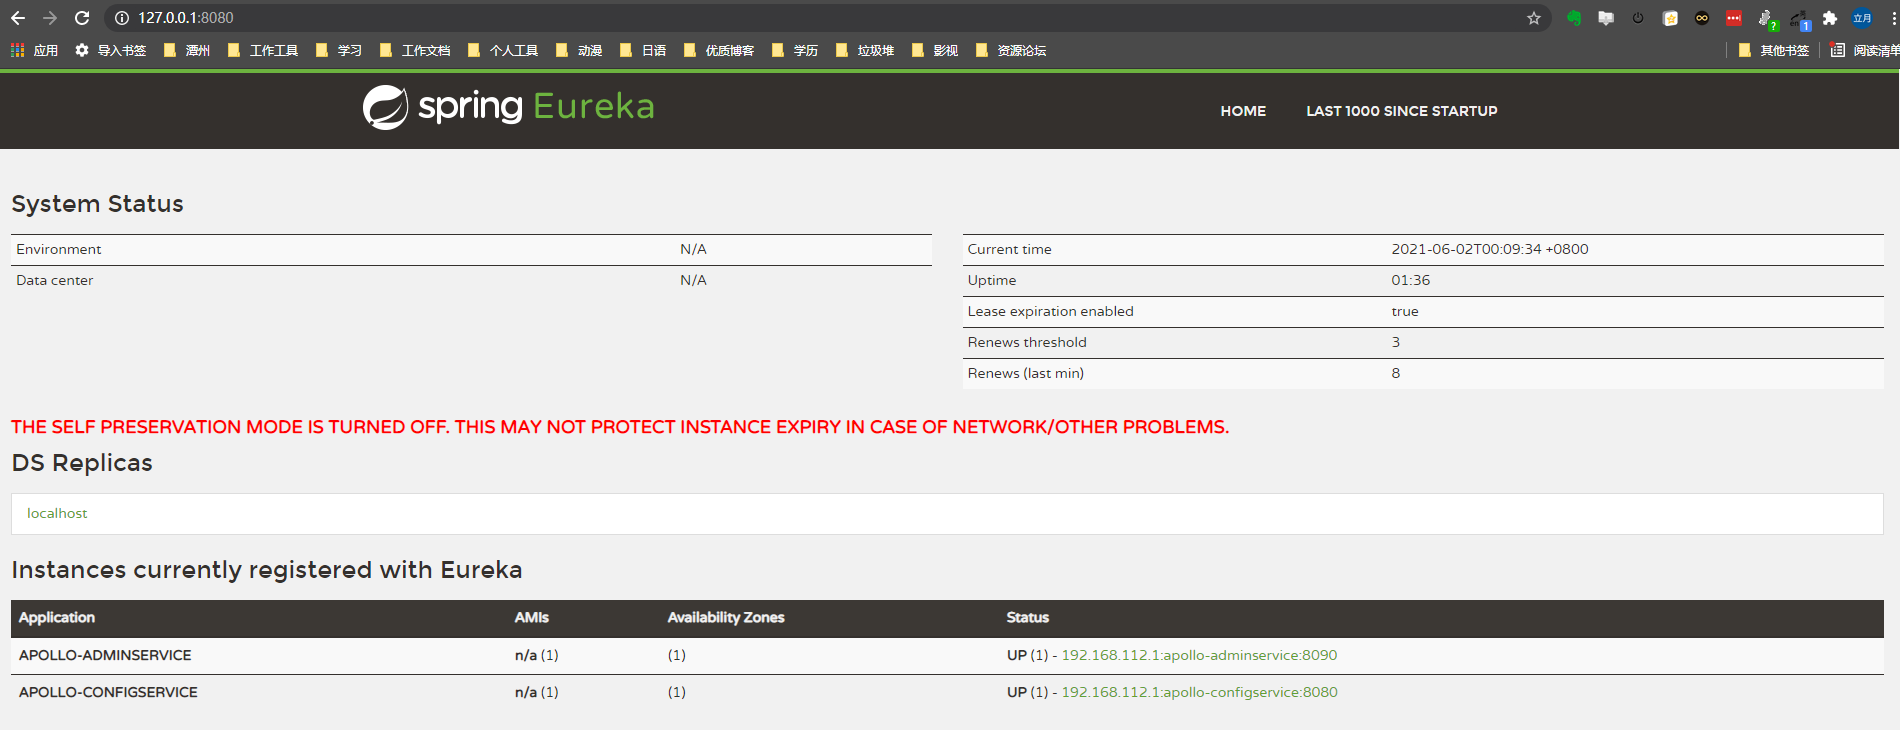 127.0.0.1:8080
应用 导入书签 潭州 工作工具 学习 工作文档 个人工具 动漫 日语 优质博客 学历 垃圾堆 影视 资源论坛 其他书签 阅读清单
spring Eureka HOME LAST 1000 SINCE STARTUP
System Status
Environment N/A
Data center N/A
Current time 2021-06-02T00:09:34 +0800
Uptime 01:36
Lease expiration enabled true
Renews threshold 3
Renews (last min) 8
THE SELF PRESERVATION MODE IS TURNED OFF. THIS MAY NOT PROTECT INSTANCE EXPIRY IN CASE OF NETWORK/OTHER PROBLEMS.
DS Replicas
localhost
Instances currently registered with Eureka
Application AMIs Availability Zones Status
APOLLO-ADMINSERVICE n/a (1) (1) UP (1) - 192.168.112.1:apollo-adminservice:8090
APOLLO-CONFIGSERVICE n/a (1) (1) UP (1) - 192.168.112.1:apollo-configservice:8080